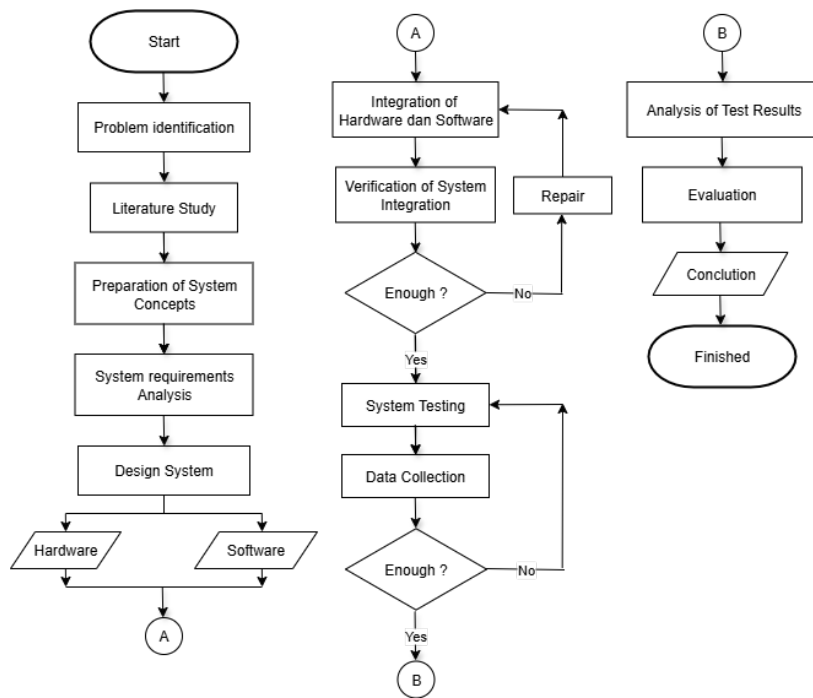 Start
Problem identification
Literature Study
Preparation of System
Concepts
System requirements
Analysis
Design System
Hardware
Software
A
A
Integration of
Hardware dan Software
Verification of System
Integration
Repair
Enough ?
No
Yes
System Testing
Data Collection
Enough ?
No
Yes
B
B
Analysis of Test Results
Evaluation
Conclution
Finished